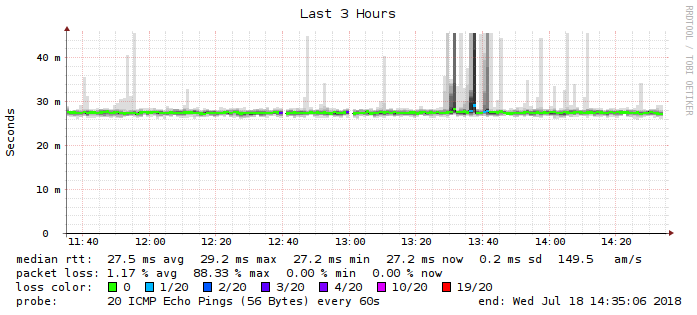 Last 3 Hours
RRDTOOL / TOBI OETIKER
Seconds
40 m
30 m
20 m
10 m
0
11:40 12:00 12:20 12:40 13:00 13:20 13:40 14:00 14:20
median rtt: 27.5 ms avg 29.2 ms max 27.2 ms min 27.2 ms now 0.2 ms sd 149.5 am/s
packet loss: 1.17 % avg 88.33 % max 0.00 % min 0.00 % now
loss color: 0 1/20 2/20 3/20 4/20 10/20 19/20
probe: 20 ICMP Echo Pings (56 Bytes) every 60s end: Wed Jul 18 14:35:06 2018